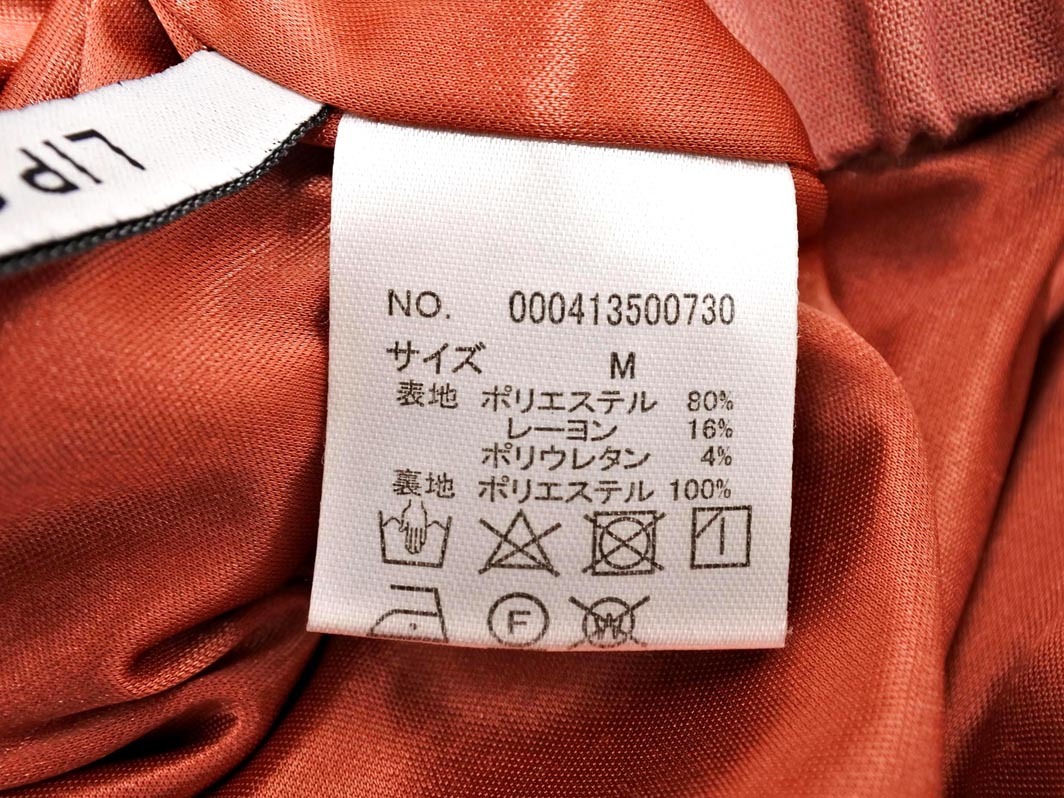 LIP
NO. 000413500730
サイズ M
表地 ポリエステル 80%
レーヨン 16%
ポリウレタン 4%
裏地 ポリエステル 100%
F
W